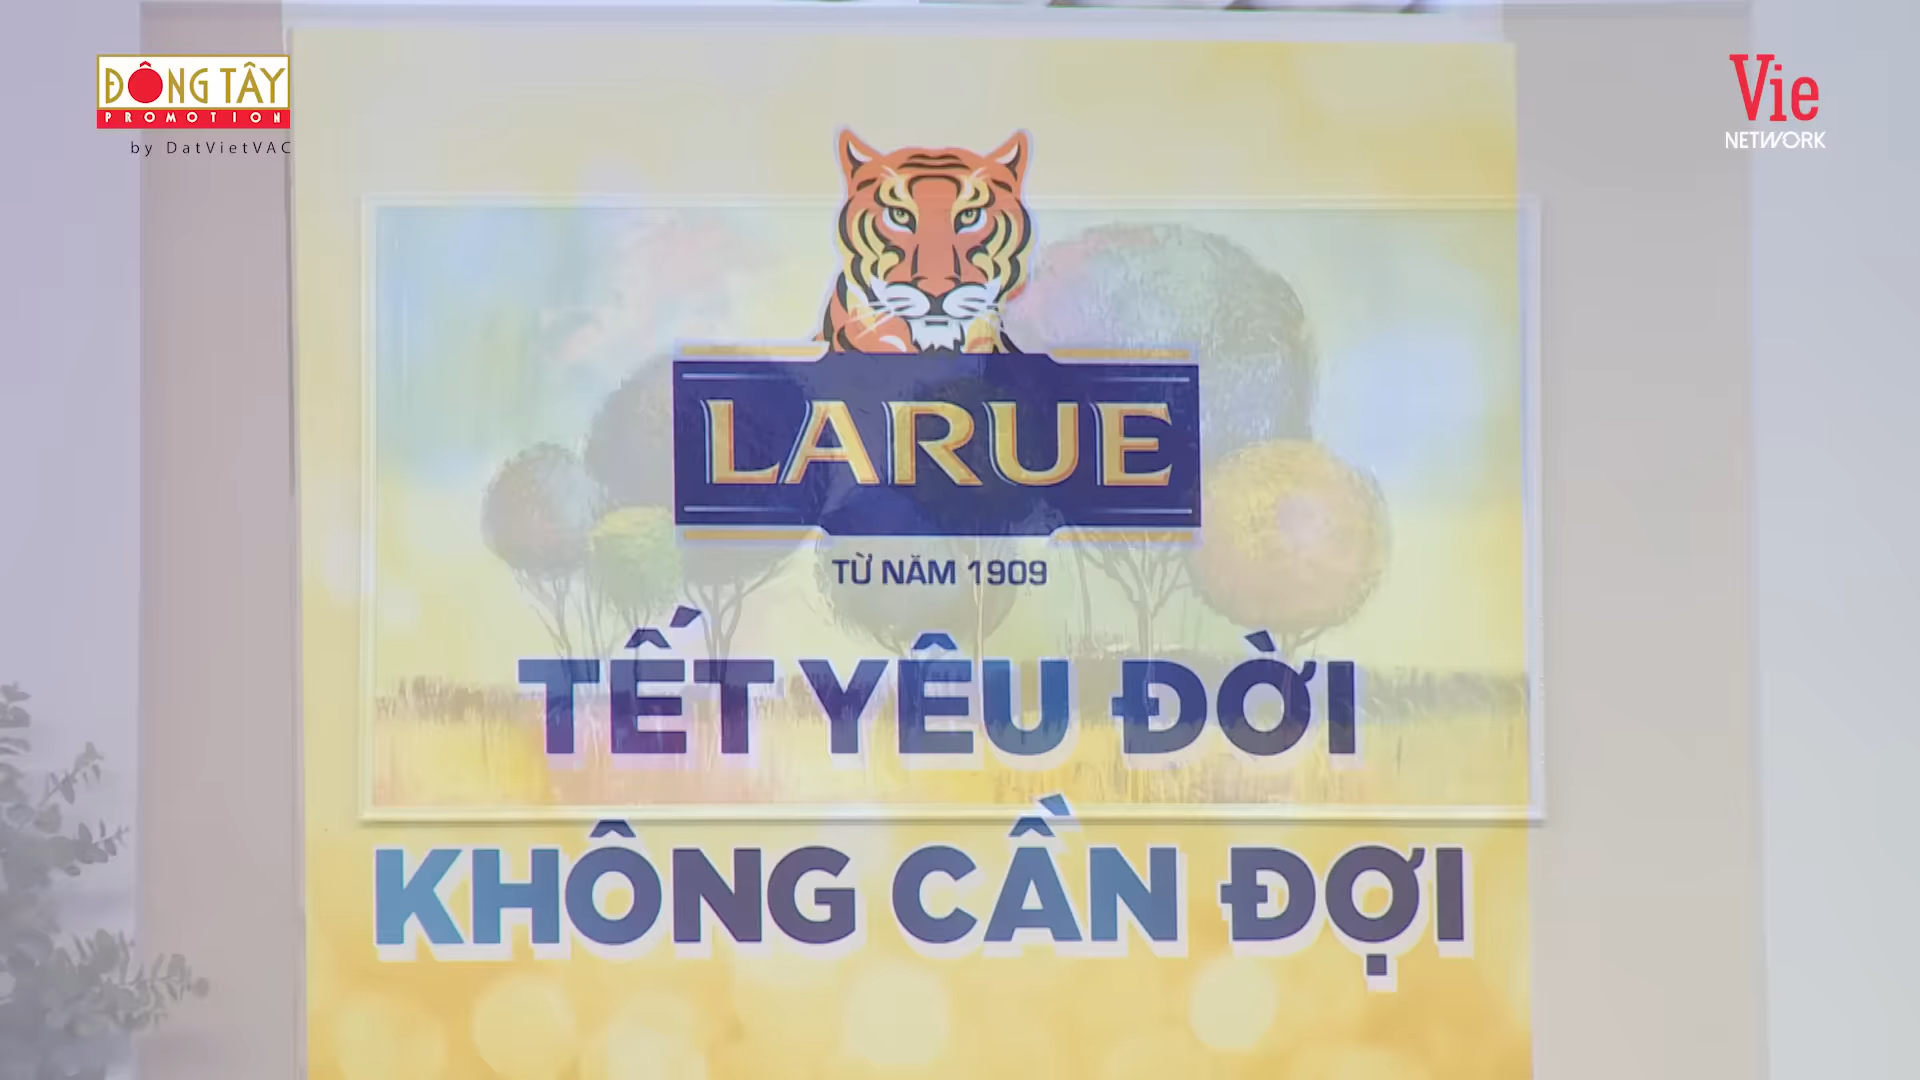 ĐÔNG TÂY
PROMOTION
by DatVietVAC
Vie
NETWORK
LARUE
TỪ NĂM 1909
TẾT YÊU ĐỜI
KHÔNG CẦN ĐỢI